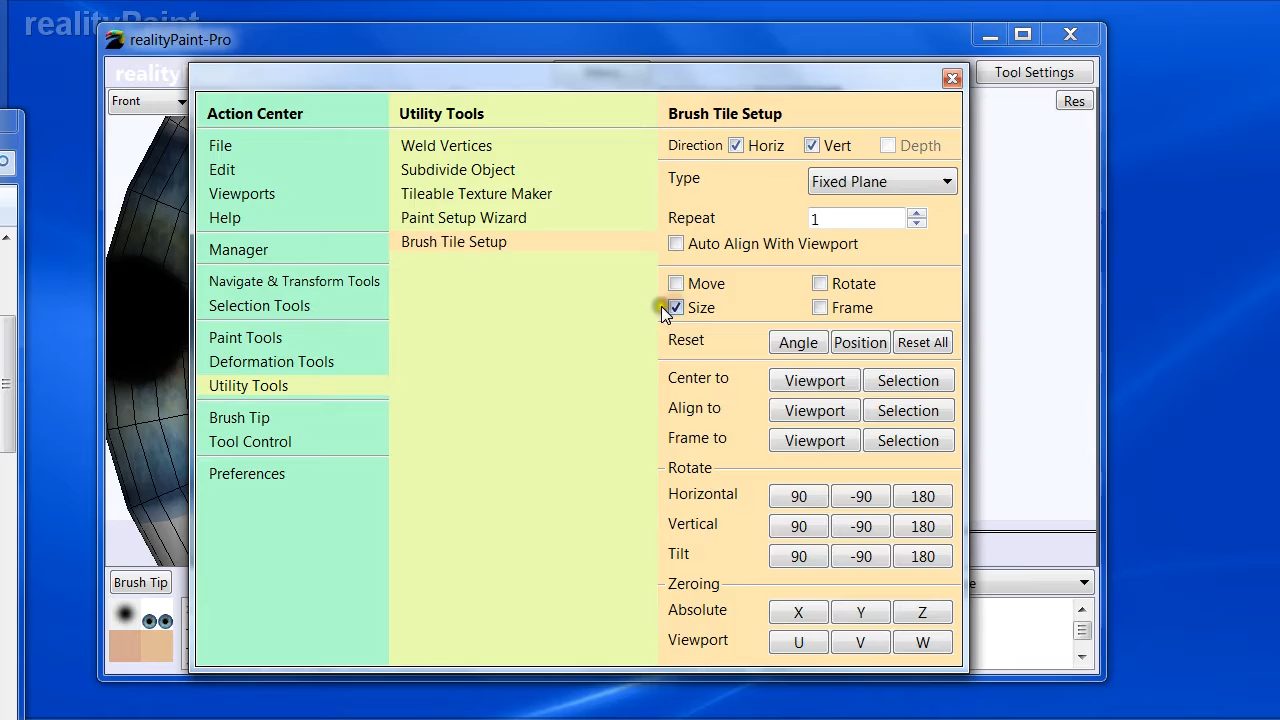 realityPaint
realityPaint-Pro
reality
Tool Settings
Front
Res
Action Center
File
Edit
Viewports
Help
Manager
Navigate & Transform Tools
Selection Tools
Paint Tools
Deformation Tools
Utility Tools
Brush Tip
Tool Control
Preferences
Utility Tools
Weld Vertices
Subdivide Object
Tileable Texture Maker
Paint Setup Wizard
Brush Tile Setup
Brush Tile Setup
Direction Horiz Vert Depth
Type Fixed Plane
Repeat 1
Auto Align With Viewport
Move Rotate
Size Frame
Reset Angle Position Reset All
Center to Viewport Selection
Align to Viewport Selection
Frame to Viewport Selection
Rotate
Horizontal 90 -90 180
Vertical 90 -90 180
Tilt 90 -90 180
Zeroing
Absolute X Y Z
Viewport U V W
Brush Tip